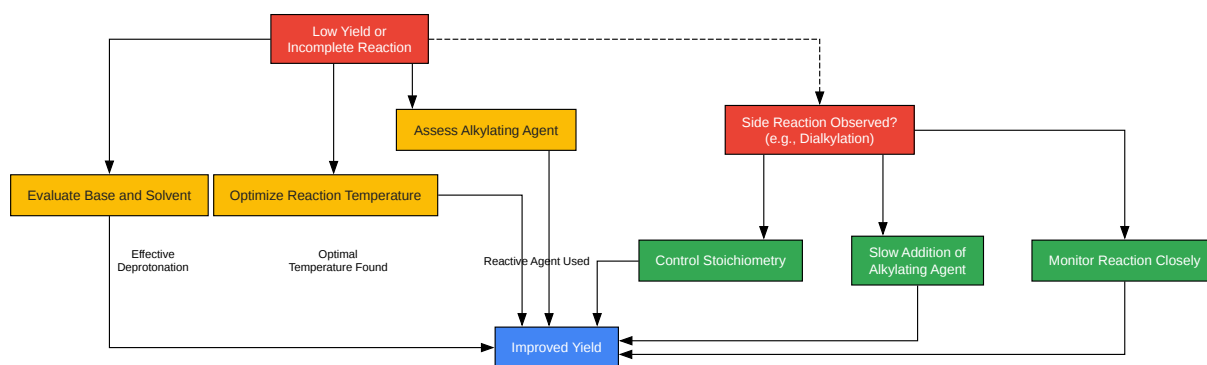 Low Yield or
Incomplete Reaction
Assess Alkylating Agent
Side Reaction Observed?
(e.g., Dialkylation)
Evaluate Base and Solvent
Optimize Reaction Temperature
Effective
Deprotonation
Optimal
Temperature Found
Reactive Agent Used
Control Stoichiometry
Slow Addition of
Alkylating Agent
Monitor Reaction Closely
Improved Yield